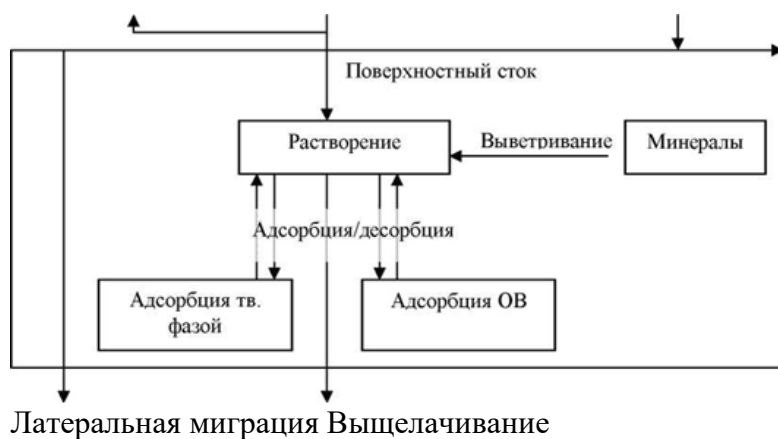 Поверхностный сток
Растворение
Выветривание
Минералы
Адсорбция/десорбция
Адсорбция тв.
фазой
Адсорбция ОВ
Латеральная миграция Выщелачивание